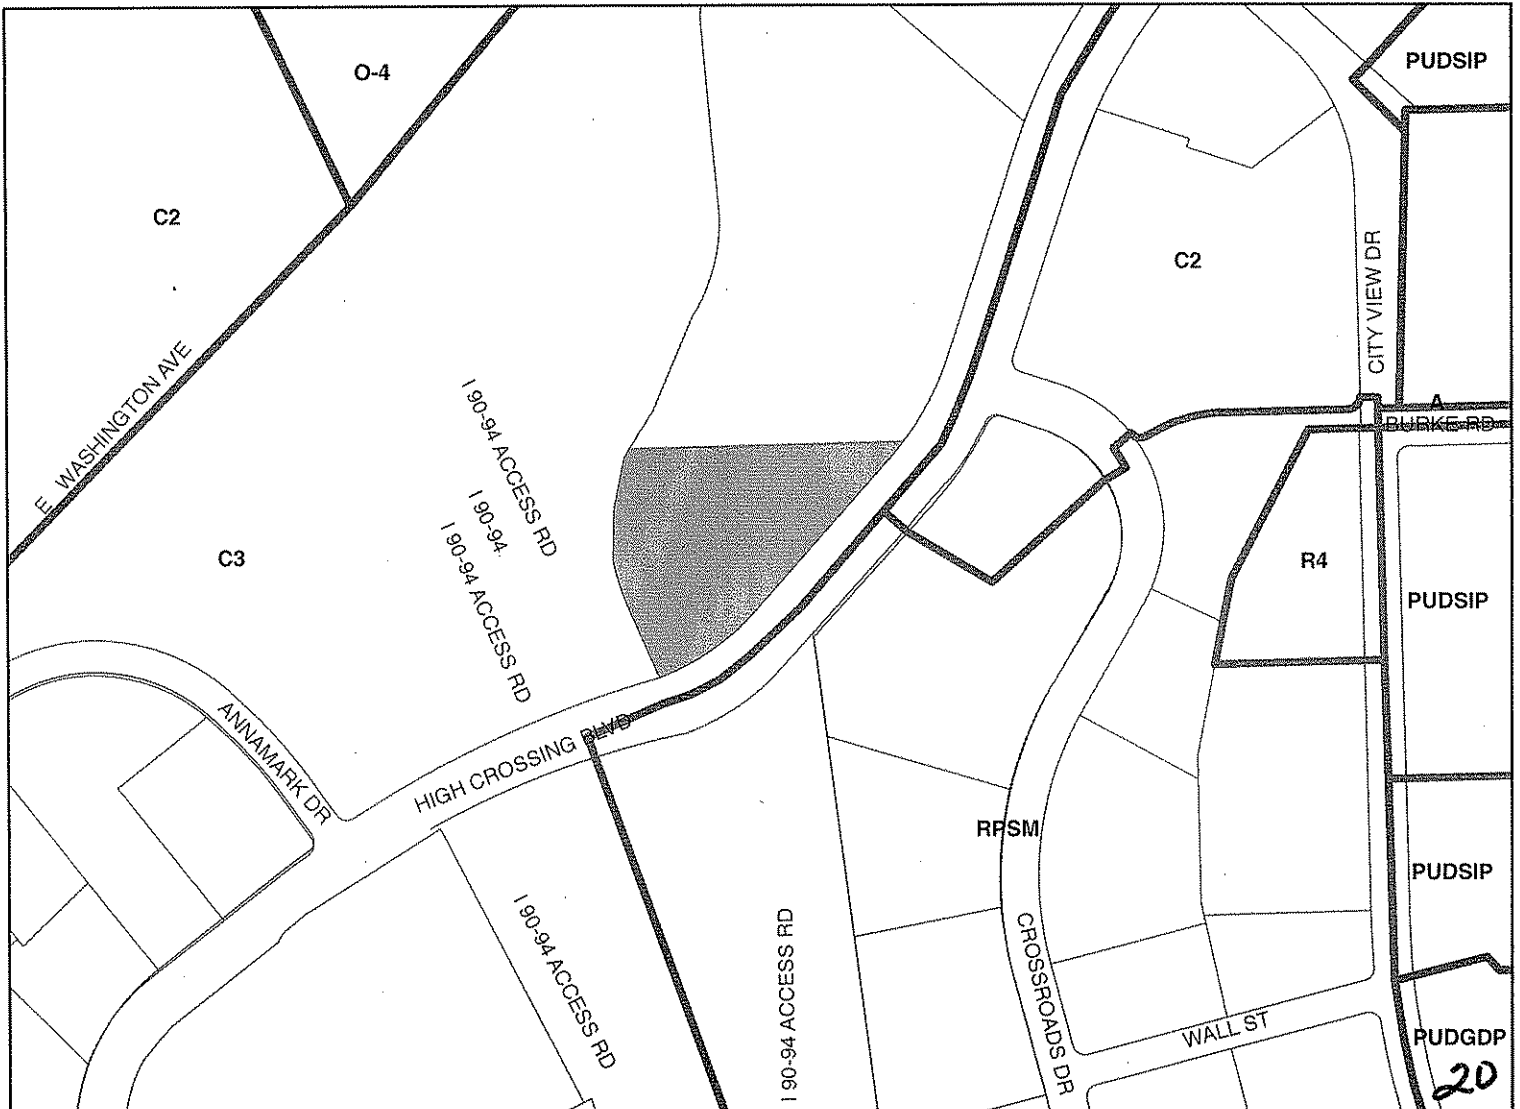 O-4
PUDSIP
C2
C2
CITY VIEW DR
E WASHINGTON AVE
A
BURKE RD
I 90-94 ACCESS RD
I 90-94
I 90-94 ACCESS RD
C3
R4
PUDSIP
ANNAMARK DR
HIGH CROSSING BLVD
RPSM
PUDSIP
I 90-94 ACCESS RD
I 90-94 ACCESS RD
CROSSROADS DR
WALL ST
PUDGDP
20